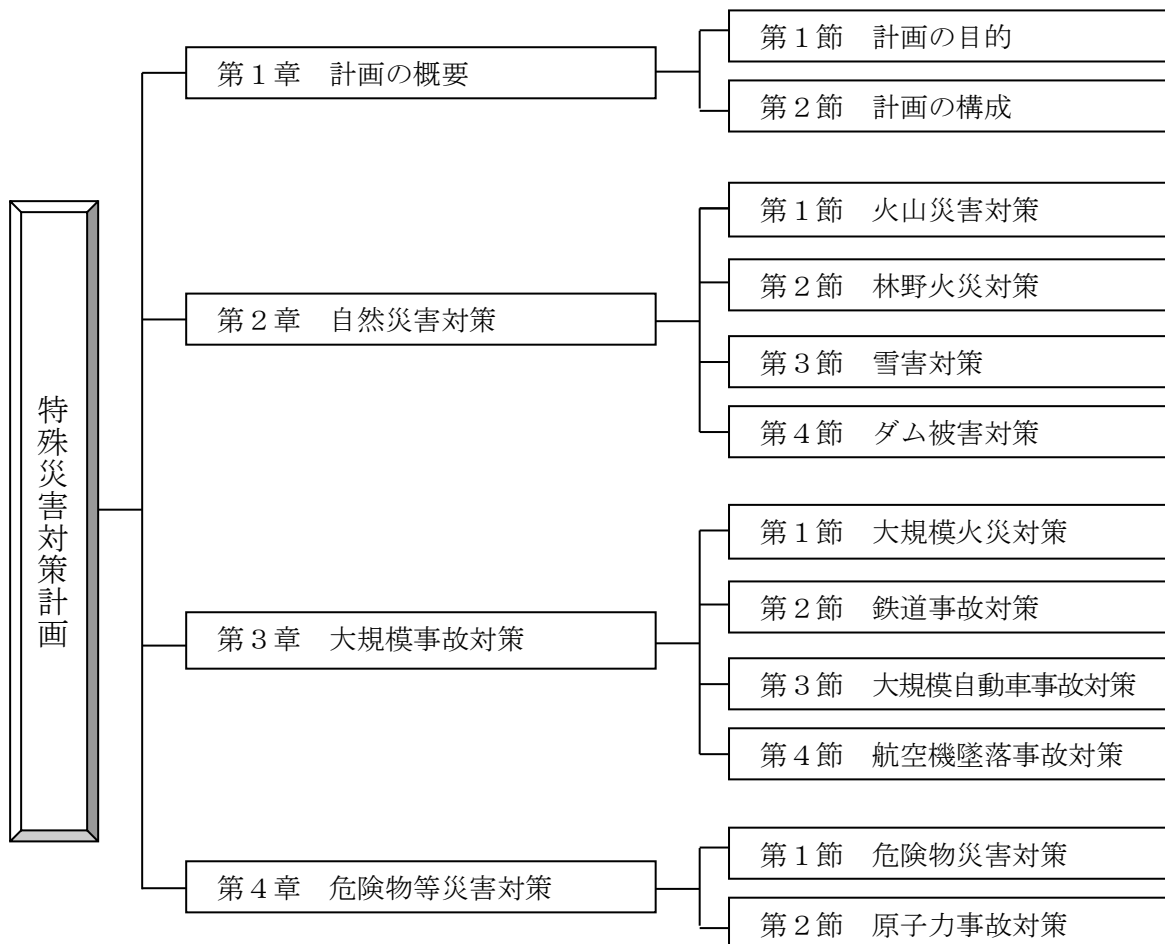 特殊災害対策計画
第１章　計画の概要
第１節　計画の目的
第２節　計画の構成
第２章　自然災害対策
第１節　火山災害対策
第２節　林野火災対策
第３節　雪害対策
第４節　ダム被害対策
第３章　大規模事故対策
第１節　大規模火災対策
第２節　鉄道事故対策
第３節　大規模自動車事故対策
第４節　航空機墜落事故対策
第４章　危険物等災害対策
第１節　危険物災害対策
第２節　原子力事故対策